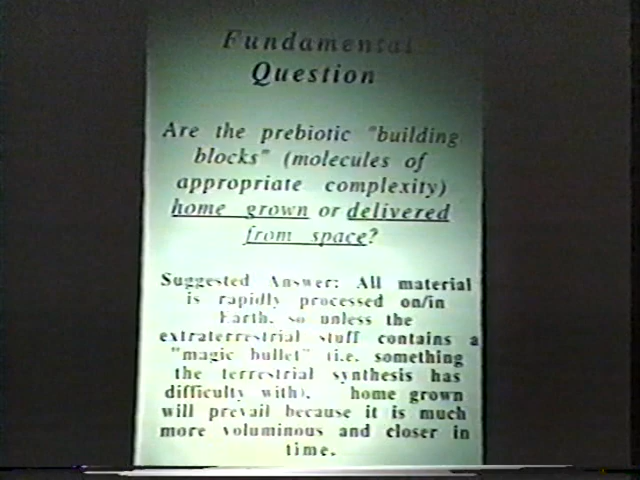 Fundamental
Question
Are the prebiotic "building
blocks" (molecules of
appropriate complexity)
home grown or delivered
from space?
Suggested Answer: All material
is rapidly processed on/in
Earth, so unless the
extraterrestrial stuff contains a
"magic bullet" (i.e. something
the terrestrial synthesis has
difficulty with), home grown
will prevail because it is much
more voluminous and closer in
time.